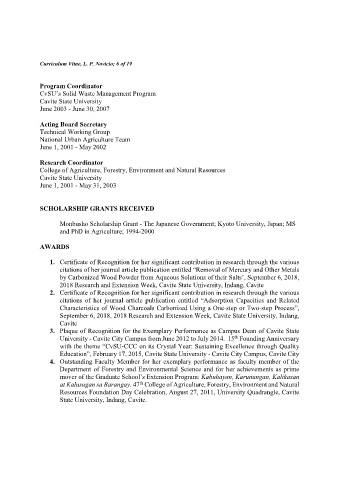 Curriculum Vitae, L. P. Novicio; 6 of 19
Program Coordinator
CvSU's Solid Waste Management Program
Cavite State University
June 2003 - June 30, 2007
Acting Board Secretary
Technical Working Group
National Urban Agriculture Team
June 1, 2001 - May 2002
Research Coordinator
College of Agriculture, Forestry, Environment and Natural Resources
Cavite State University
June 1, 2001 - May 31, 2003
SCHOLARSHIP GRANTS RECEIVED
Monbusho Scholarship Grant - The Japanese Government; Kyoto University, Japan; MS
and PhD in Agriculture; 1994-2000
AWARDS
1. Certificate of Recognition for her significant contribution in research through the various
citations of her journal article publication entitled "Removal of Mercury and Other Metals
by Carbonized Wood Powder from Aqueous Solutions of their Salts", September 6, 2018,
2018 Research and Extension Week, Cavite State University, Indang, Cavite
2. Certificate of Recognition for her significant contribution in research through the various
citations of her journal article publication entitled "Adsorption Capacities and Related
Characteristics of Wood Charcoals Carbonized Using a One-step or Two-step Process",
September 6, 2018, 2018 Research and Extension Week, Cavite State University, Indang,
Cavite
3. Plaque of Recognition for the Exemplary Performance as Campus Dean of Cavite State
University - Cavite City Campus from June 2012 to July 2014. 15th Founding Anniversary
with the theme "CvSU-CCC on its Crystal Year: Sustaining Excellence through Quality
Education", February 17, 2015, Cavite State University - Cavite City Campus, Cavite City
4. Outstanding Faculty Member for her exemplary performance as faculty member of the
Department of Forestry and Environmental Science and for her achievements as prime
mover of the Graduate School's Extension Program: Kabuhayan, Karunungan, Kalikasan
at Kalusugan sa Barangay. 47th College of Agriculture, Forestry, Environment and Natural
Resources Foundation Day Celebration, August 27, 2011, University Quadrangle, Cavite
State University, Indang, Cavite.